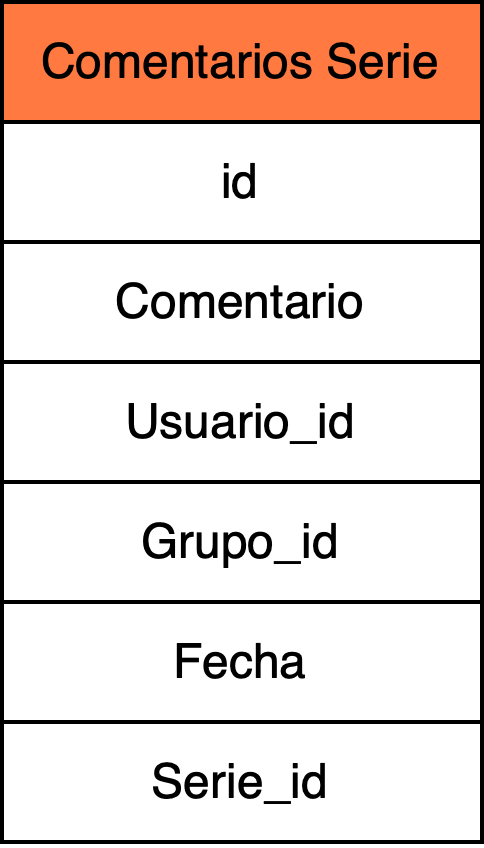 Comentarios Serie
id
Comentario
Usuario_id
Grupo_id
Fecha
Serie_id